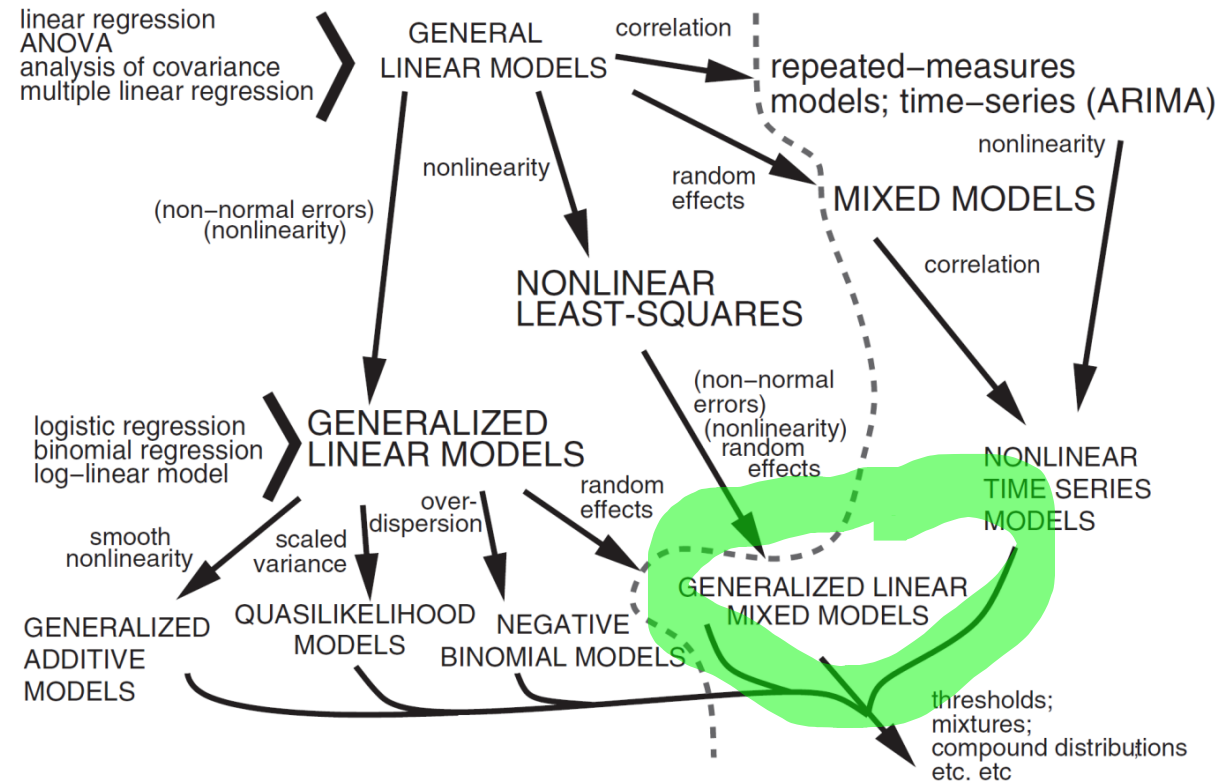 linear regression
ANOVA
analysis of covariance
multiple linear regression
GENERAL
LINEAR MODELS
correlation
repeated−measures
models; time−series (ARIMA)
nonlinearity
nonlinearity
random
effects
MIXED MODELS
(non−normal errors)
(nonlinearity)
correlation
NONLINEAR
LEAST-SQUARES
(non−normal
errors)
(nonlinearity)
random
effects
logistic regression
binomial regression
log−linear model
GENERALIZED
LINEAR MODELS
NONLINEAR
TIME SERIES
MODELS
smooth
nonlinearity
scaled
variance
over-
dispersion
random
effects
GENERALIZED
ADDITIVE
MODELS
QUASILIKELIHOOD
MODELS
NEGATIVE
BINOMIAL MODELS
GENERALIZED LINEAR
MIXED MODELS
thresholds;
mixtures;
compound distributions;
etc. etc